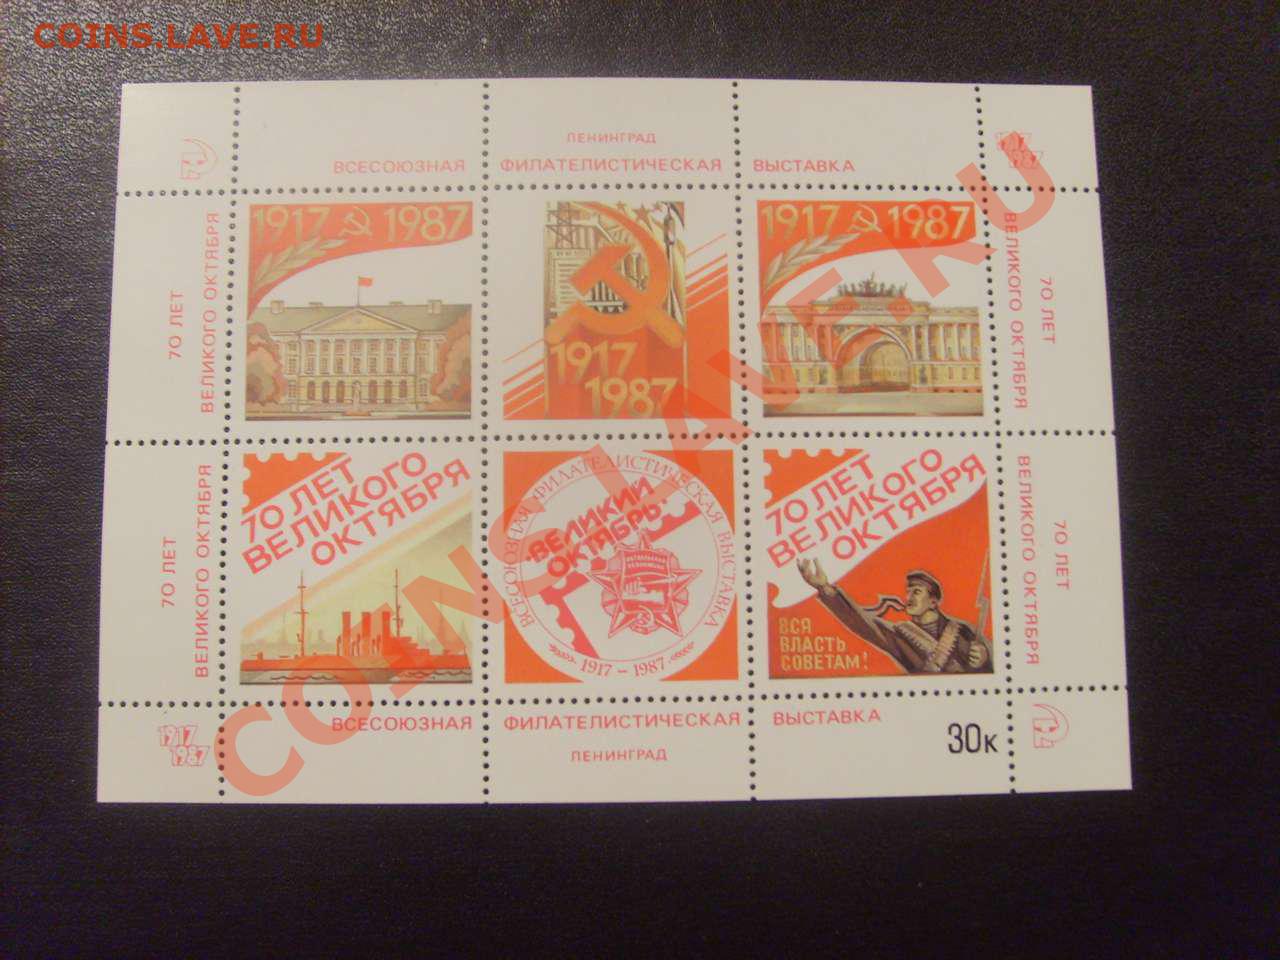 COINS.LAVE.RU
ЛЕНИНГРАД
ВСЕСОЮЗНАЯ ФИЛАТЕЛИСТИЧЕСКАЯ ВЫСТАВКА
1917
1987
70 ЛЕТ
ВЕЛИКОГО ОКТЯБРЯ
1917 1987
1917
1987
1917 1987
70 ЛЕТ
ВЕЛИКОГО ОКТЯБРЯ
70 ЛЕТ
ВЕЛИКОГО ОКТЯБРЯ
70 ЛЕТ
ВЕЛИКОГО
ОКТЯБРЯ
ВСЕСОЮЗНАЯ ФИЛАТЕЛИСТИЧЕСКАЯ ВЫСТАВКА
ВЕЛИКИЙ
ОКТЯБРЬ
1917 - 1987
70 ЛЕТ
ВЕЛИКОГО
ОКТЯБРЯ
ВСЯ
ВЛАСТЬ
СОВЕТАМ!
70 ЛЕТ
ВЕЛИКОГО ОКТЯБРЯ
1917
1987
ВСЕСОЮЗНАЯ ФИЛАТЕЛИСТИЧЕСКАЯ ВЫСТАВКА
ЛЕНИНГРАД
30к
COINS.LAVE.RU